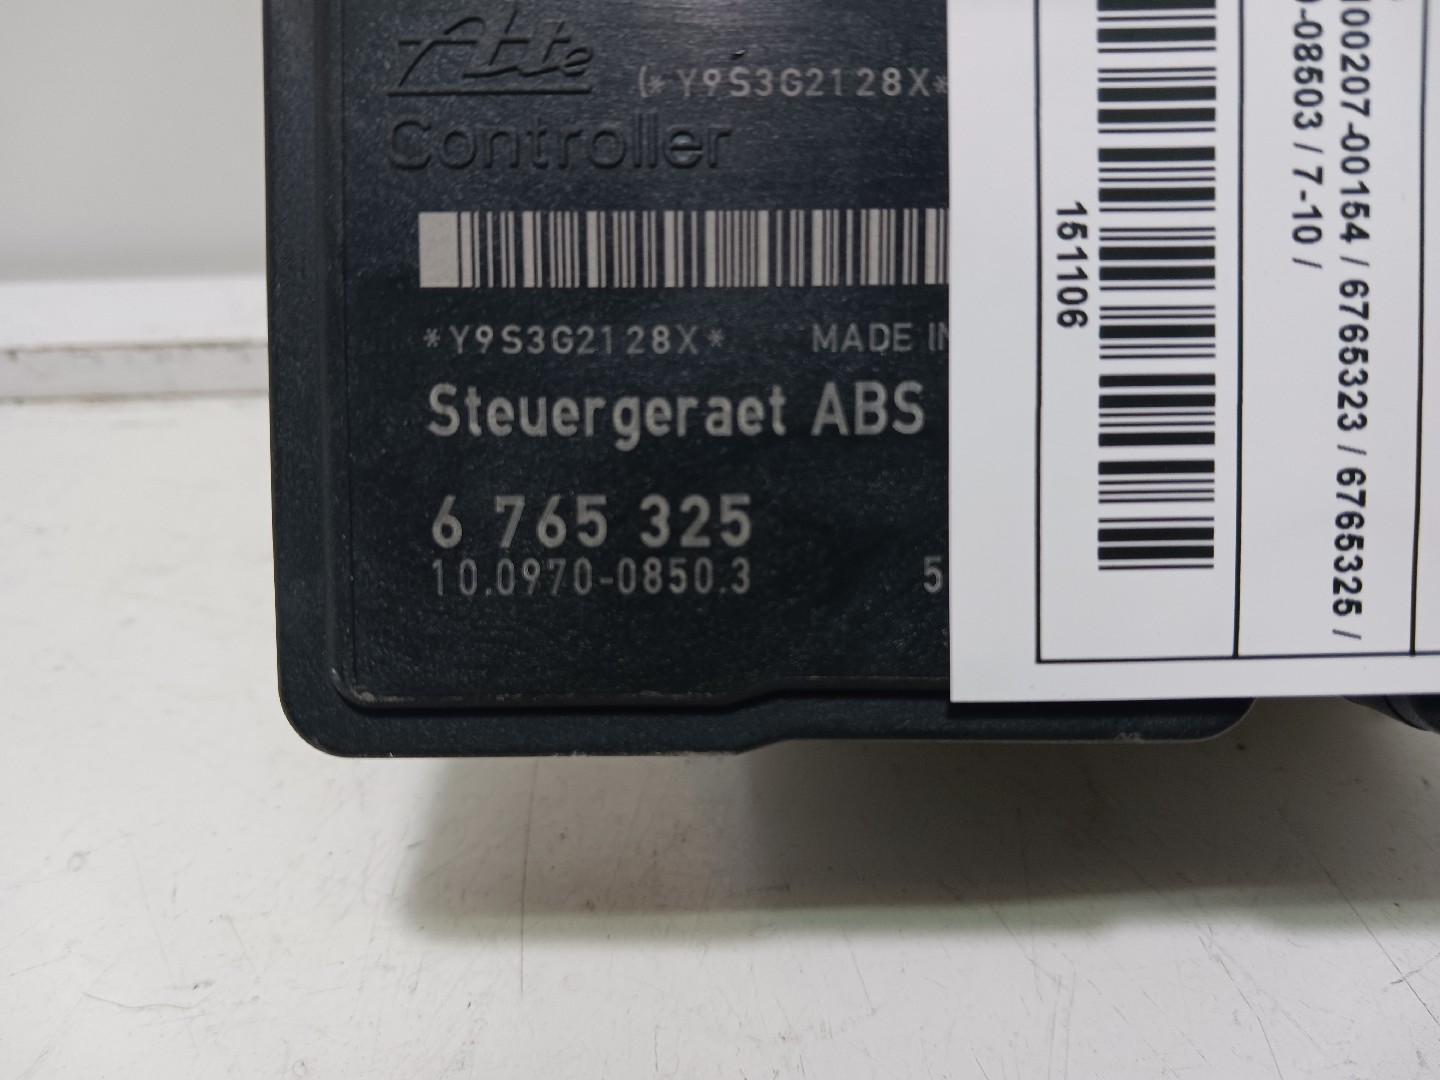 Ate
(*Y9S3G2128X*
Controller
*Y9S3G2128X* MADE IN
Steuergeraet ABS
6 765 325
10.0970-0850.3 5
151106
00207-00154 / 6765323 / 6765325 /
-08503 / 7-10 /